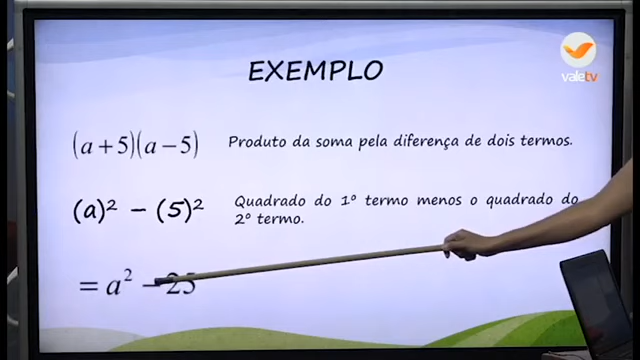 EXEMPLO
valetv
(a+5)(a−5) Produto da soma pela diferença de dois termos.
(a)² − (5)² Quadrado do 1º termo menos o quadrado do
2º termo.
= a² − 25